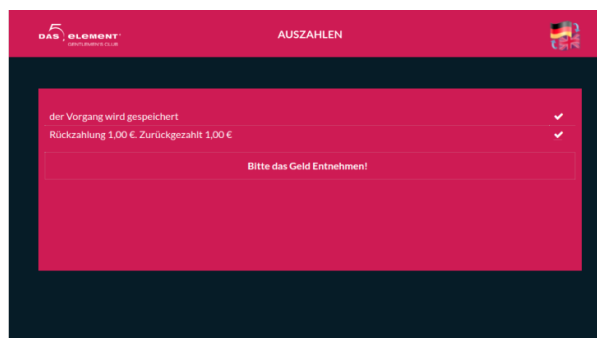 DAS 5 ELEMENT
GENTLEMEN'S CLUB
AUSZAHLEN
der Vorgang wird gespeichert
Rückzahlung 1,00 €. Zurückgezahlt 1,00 €
Bitte das Geld Entnehmen!